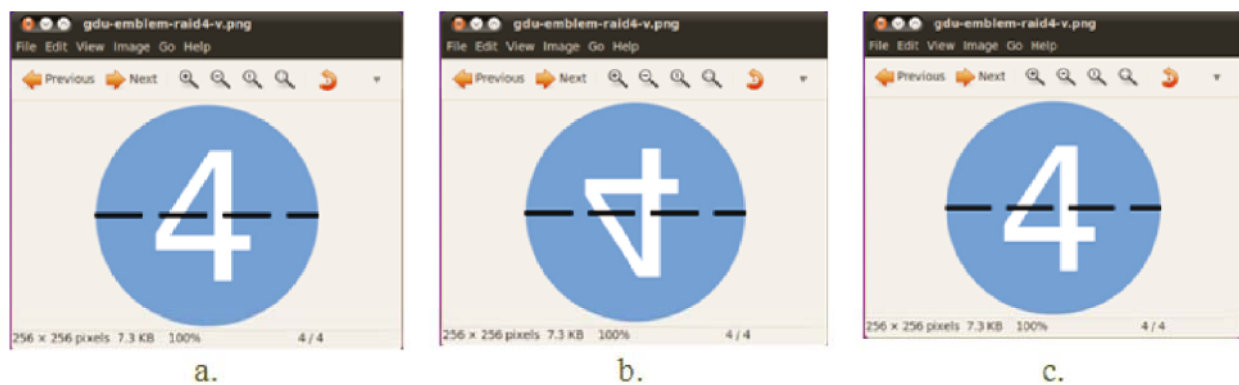 gdu-emblem-raid4-v.png
File Edit View Image Go Help
Previous Next
4
256 × 256 pixels 7.3 KB 100% 4 / 4
a.
gdu-emblem-raid4-v.png
File Edit View Image Go Help
Previous Next
4
256 × 256 pixels 7.3 KB 100% 4 / 4
b.
gdu-emblem-raid4-v.png
File Edit View Image Go Help
Previous Next
4
256 × 256 pixels 7.3 KB 100% 4 / 4
c.